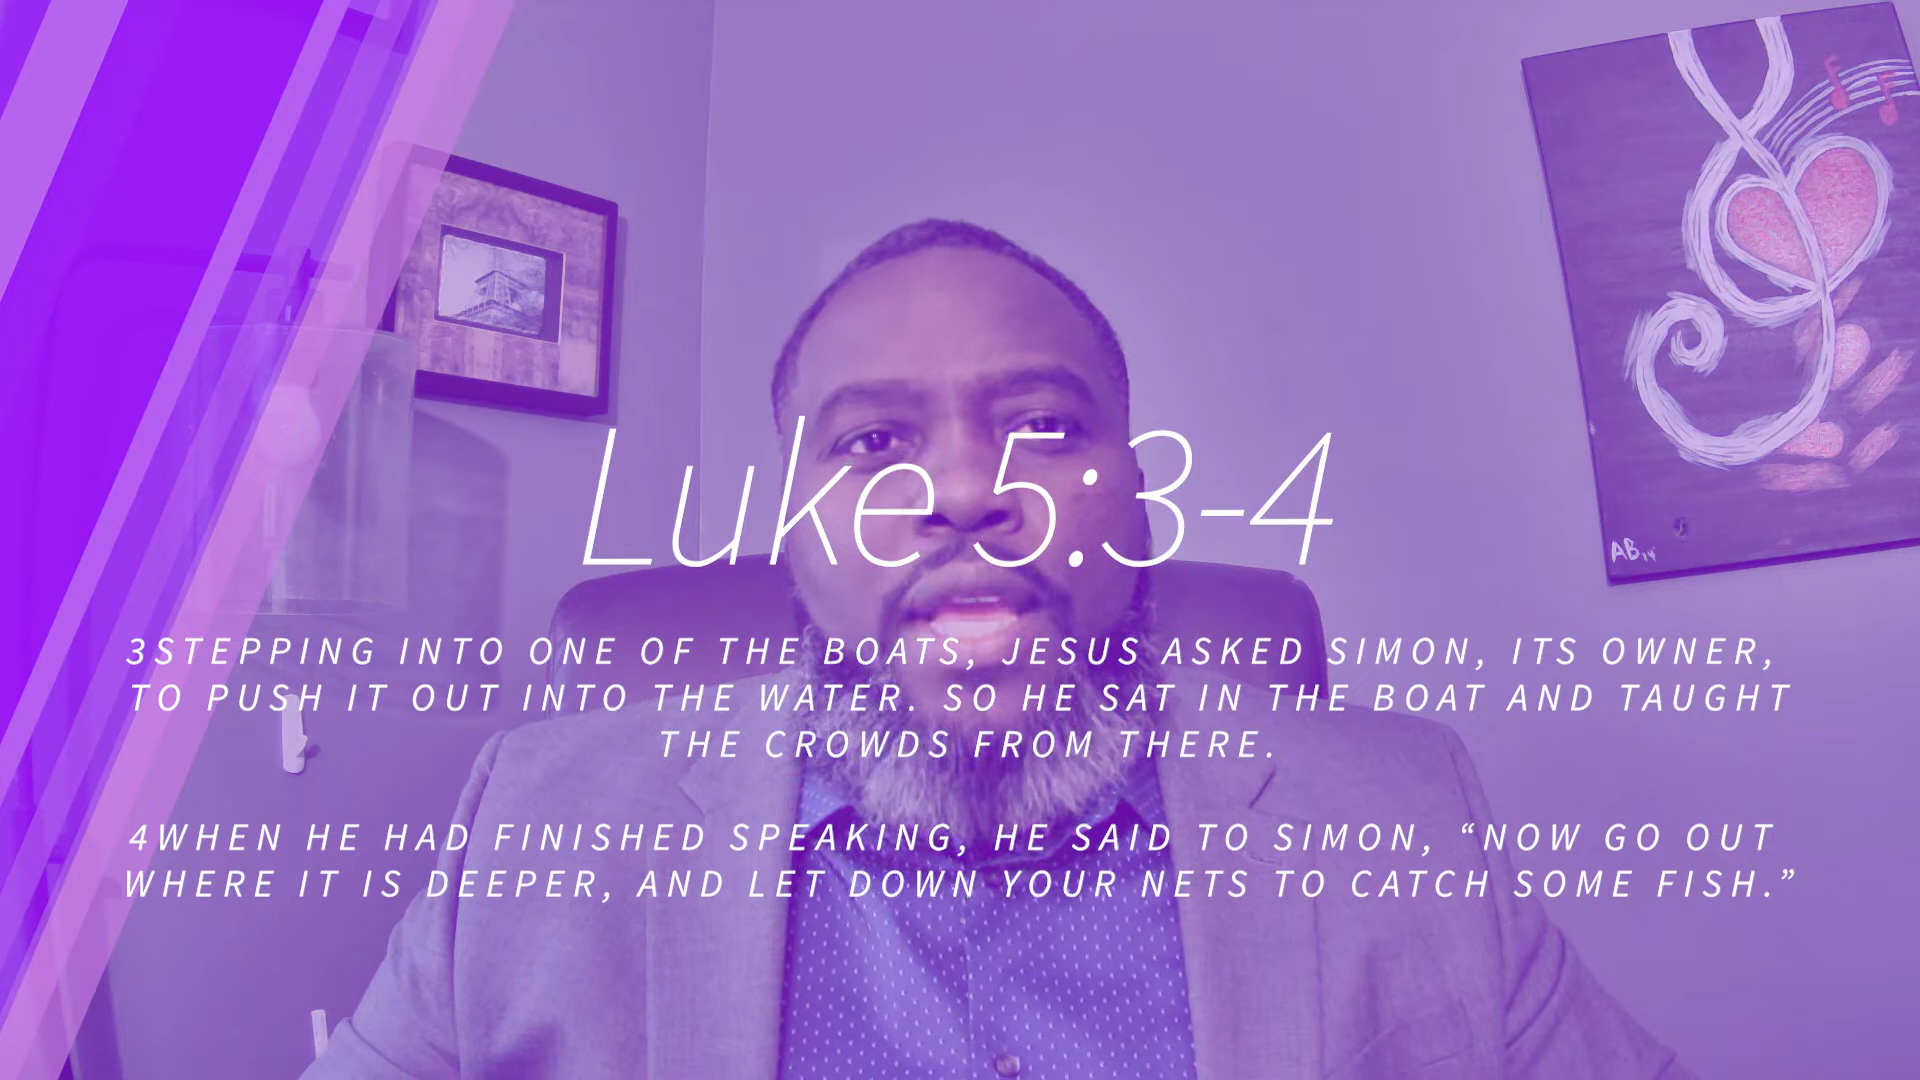 Luke 5:3-4
3STEPPING INTO ONE OF THE BOATS, JESUS ASKED SIMON, ITS OWNER,
TO PUSH IT OUT INTO THE WATER. SO HE SAT IN THE BOAT AND TAUGHT
THE CROWDS FROM THERE.
4WHEN HE HAD FINISHED SPEAKING, HE SAID TO SIMON, “NOW GO OUT
WHERE IT IS DEEPER, AND LET DOWN YOUR NETS TO CATCH SOME FISH.”
AB